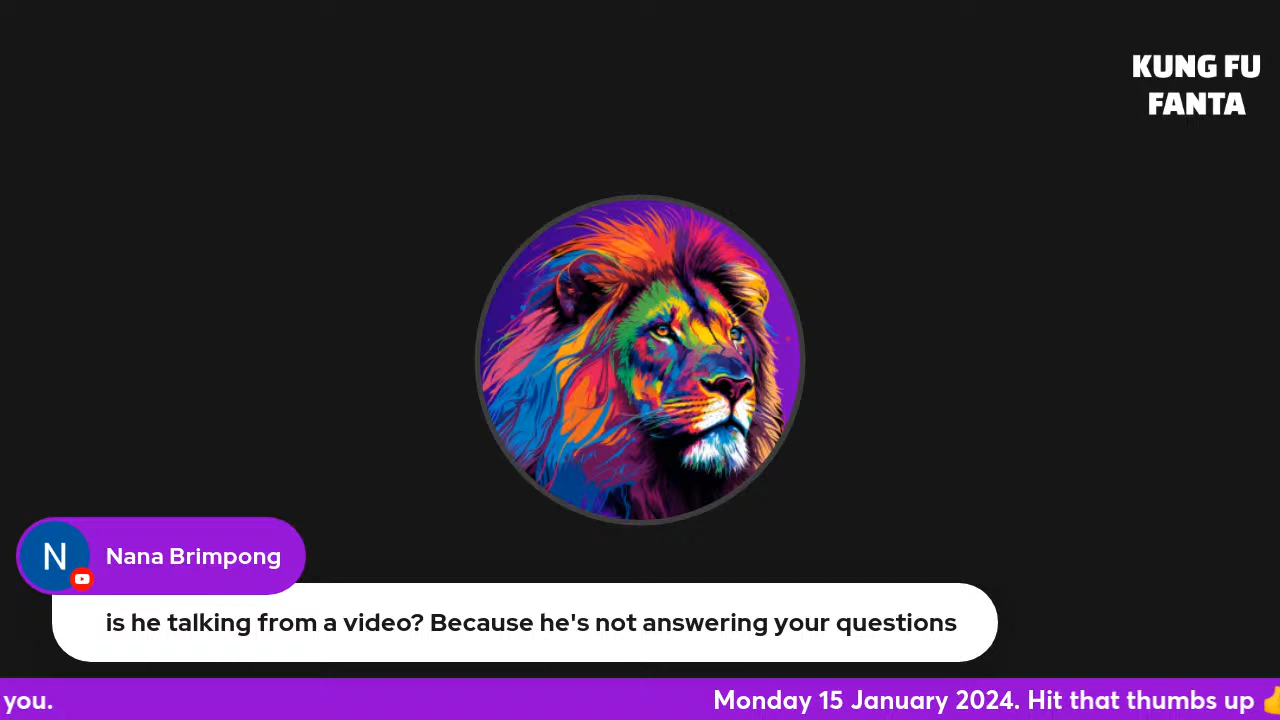 KUNG FU
FANTA
N
Nana Brimpong
is he talking from a video? Because he's not answering your questions
you.
Monday 15 January 2024. Hit that thumbs up 👍